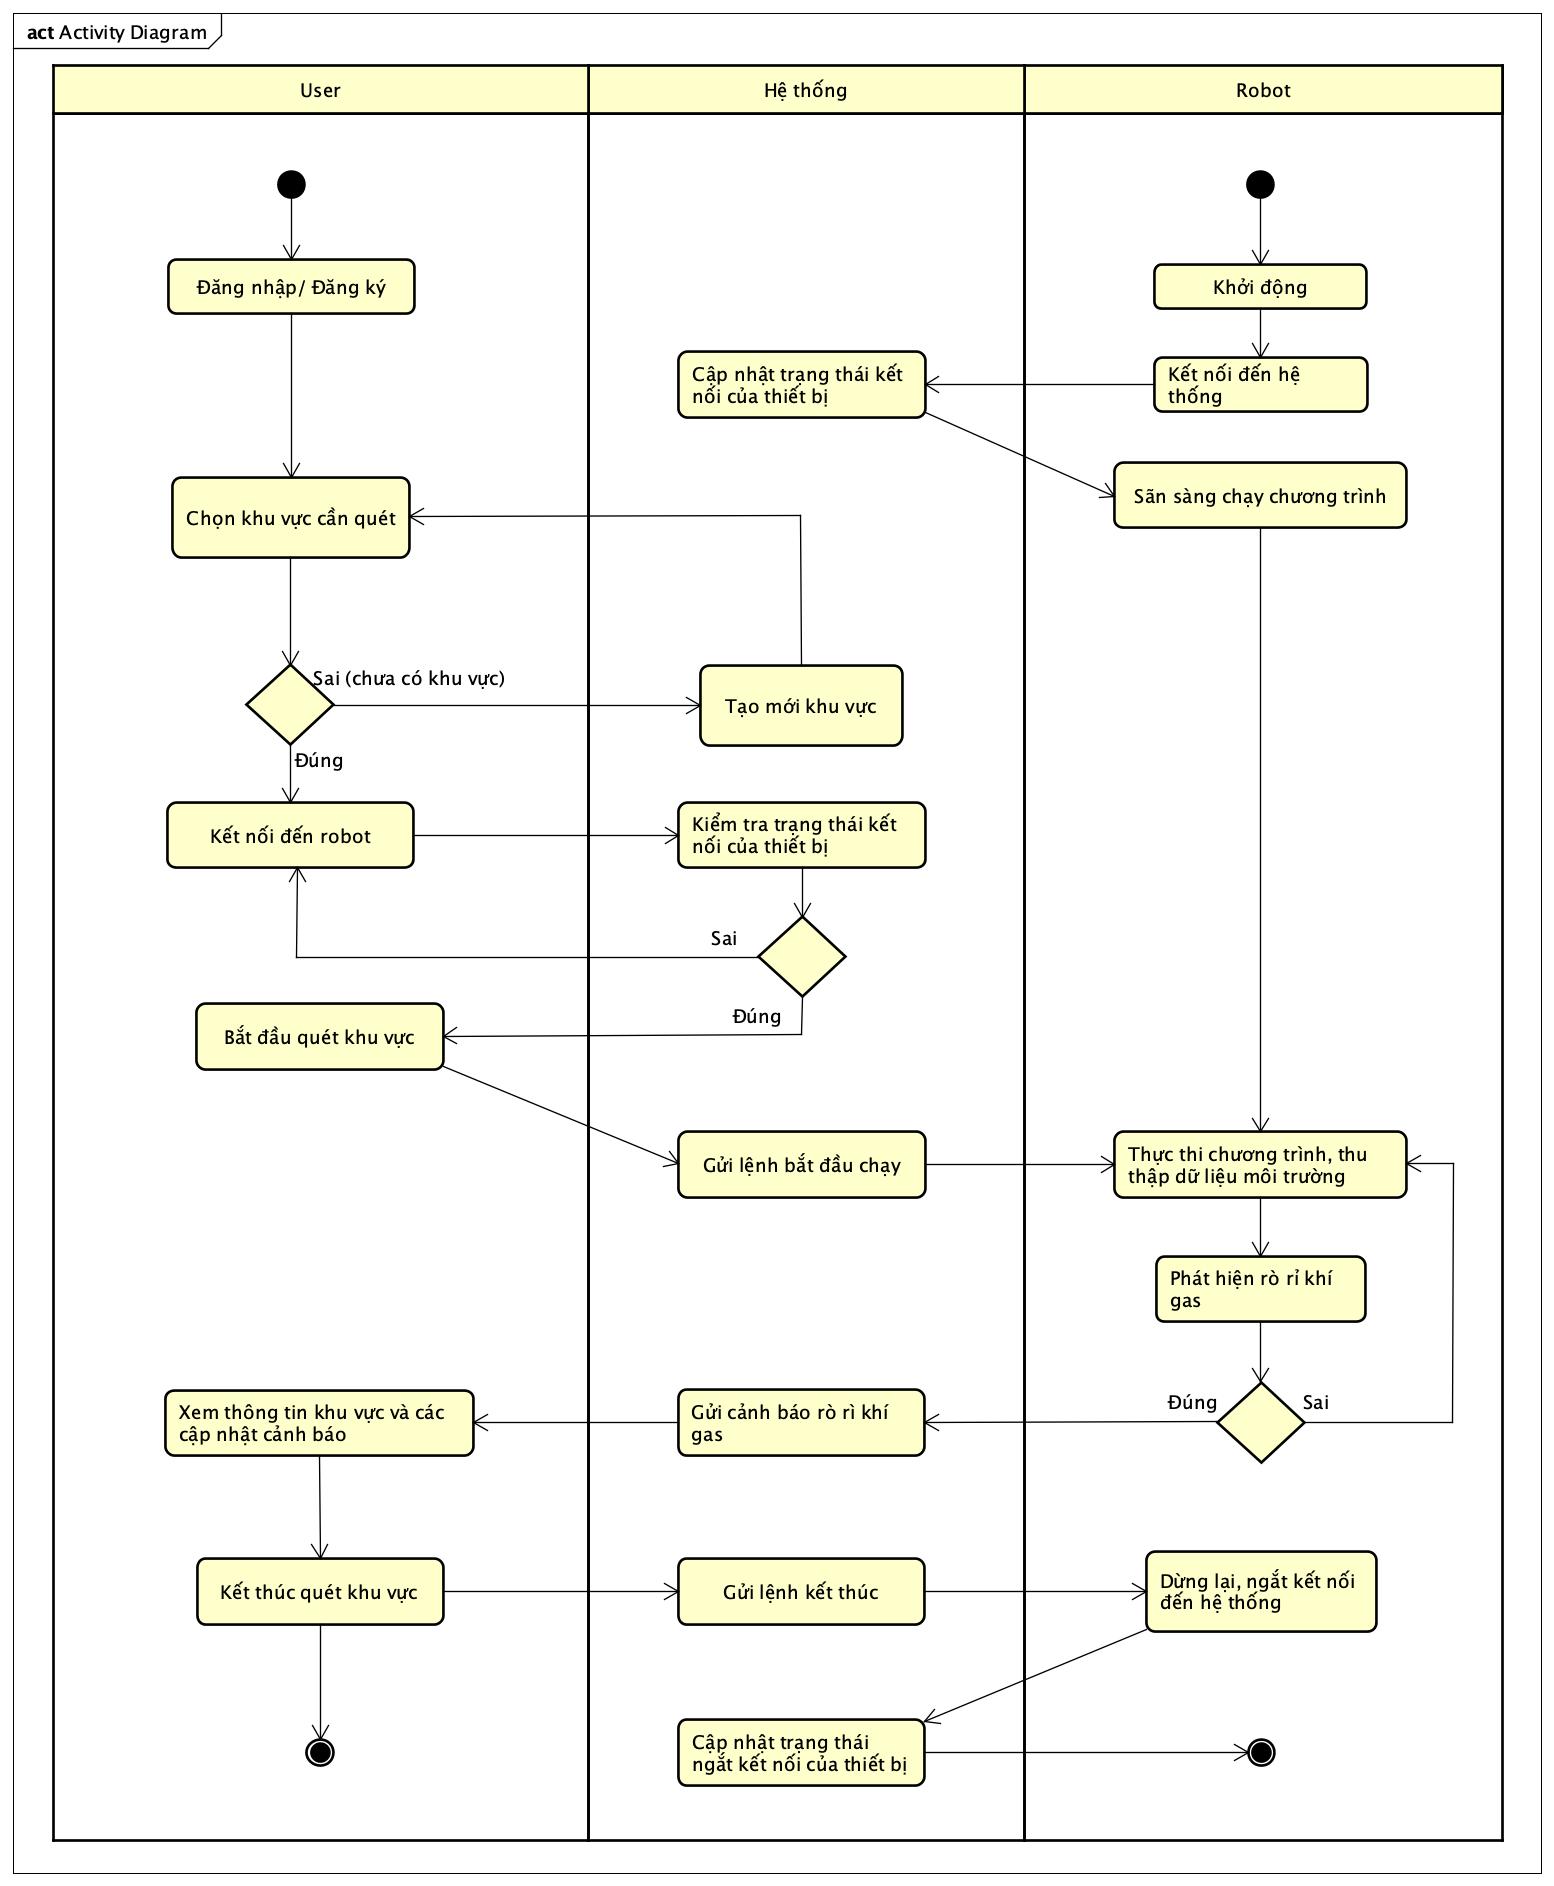 act Activity Diagram
User
Hệ thống
Robot
Đăng nhập/ Đăng ký
Khởi động
Cập nhật trạng thái kết
nối của thiết bị
Kết nối đến hệ
thống
Chọn khu vực cần quét
Sãn sàng chạy chương trình
Sai (chưa có khu vực)
Tạo mới khu vực
Đúng
Kết nối đến robot
Kiểm tra trạng thái kết
nối của thiết bị
Sai
Đúng
Bắt đầu quét khu vực
Gửi lệnh bắt đầu chạy
Thực thi chương trình, thu
thập dữ liệu môi trường
Phát hiện rò rỉ khí
gas
Đúng
Sai
Xem thông tin khu vực và các
cập nhật cảnh báo
Gửi cảnh báo rò rì khí
gas
Kết thúc quét khu vực
Gửi lệnh kết thúc
Dừng lại, ngắt kết nối
đến hệ thống
Cập nhật trạng thái
ngắt kết nối của thiết bị